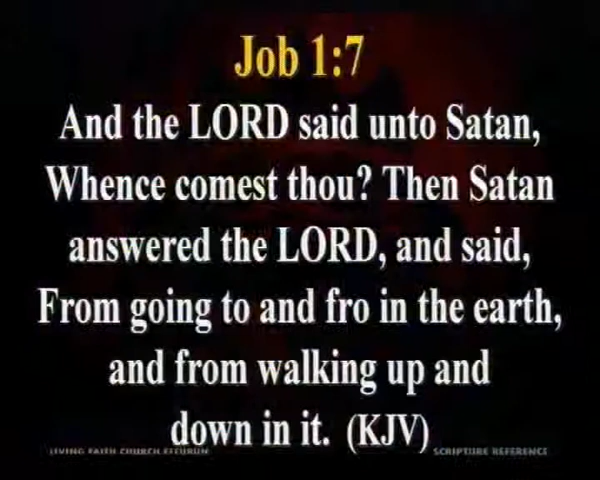 Job 1:7
And the LORD said unto Satan,
Whence comest thou? Then Satan
answered the LORD, and said,
From going to and fro in the earth,
and from walking up and
down in it. (KJV)
LIVING FAITH CHURCH EFFURUN
SCRIPTURE REFERENCE